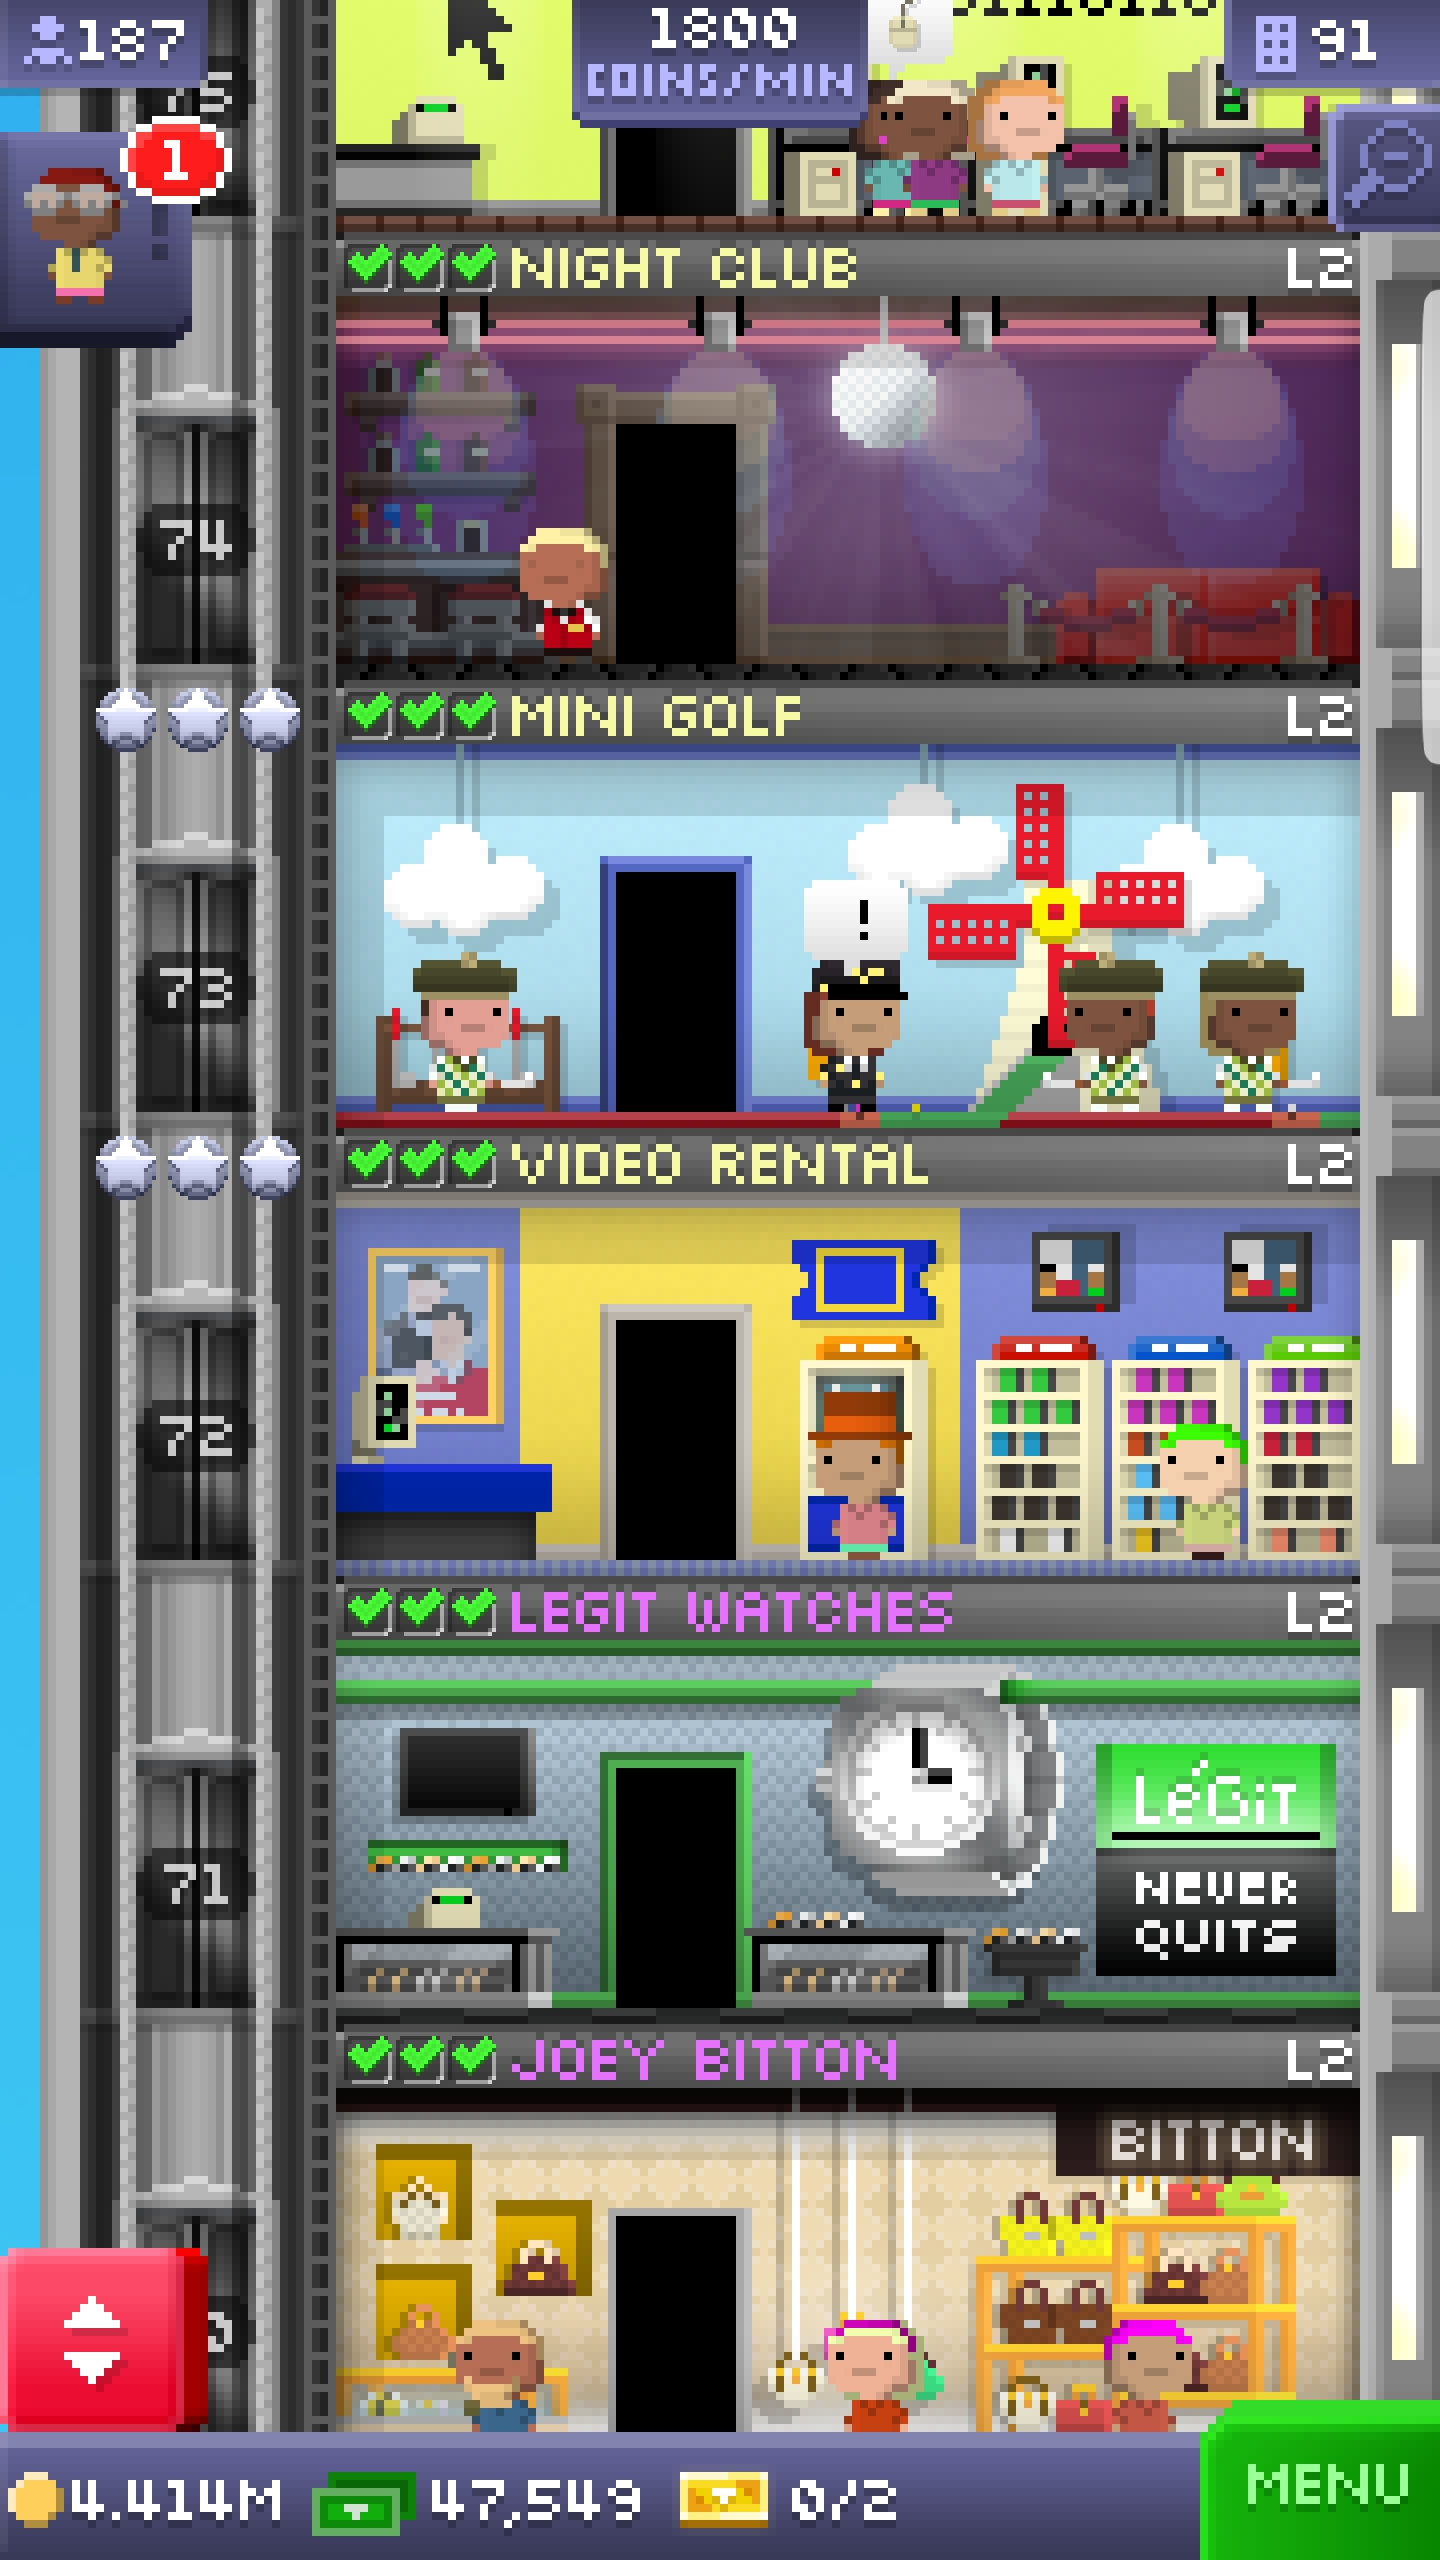 187
1800
COINS/MIN
91
1
NIGHT CLUB
L2
74
MINI GOLF
L2
!
73
VIDEO RENTAL
L2
72
LEGIT WATCHES
L2
LéGiT
NEVER
QUITS
71
JOEY BITTON
L2
BITTON
4.414M
47,549
0/2
MENU